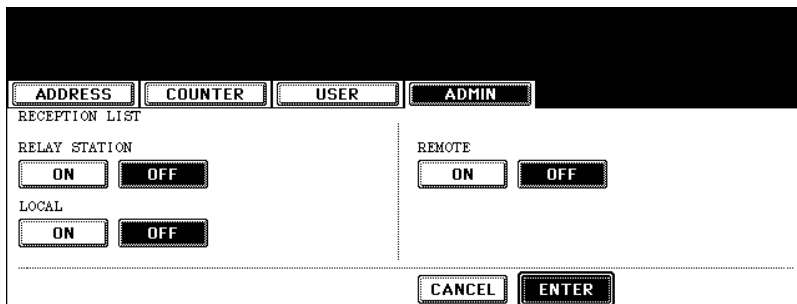 ADDRESS COUNTER USER ADMIN
RECEPTION LIST
RELAY STATION
ON OFF
LOCAL
ON OFF
REMOTE
ON OFF
CANCEL ENTER